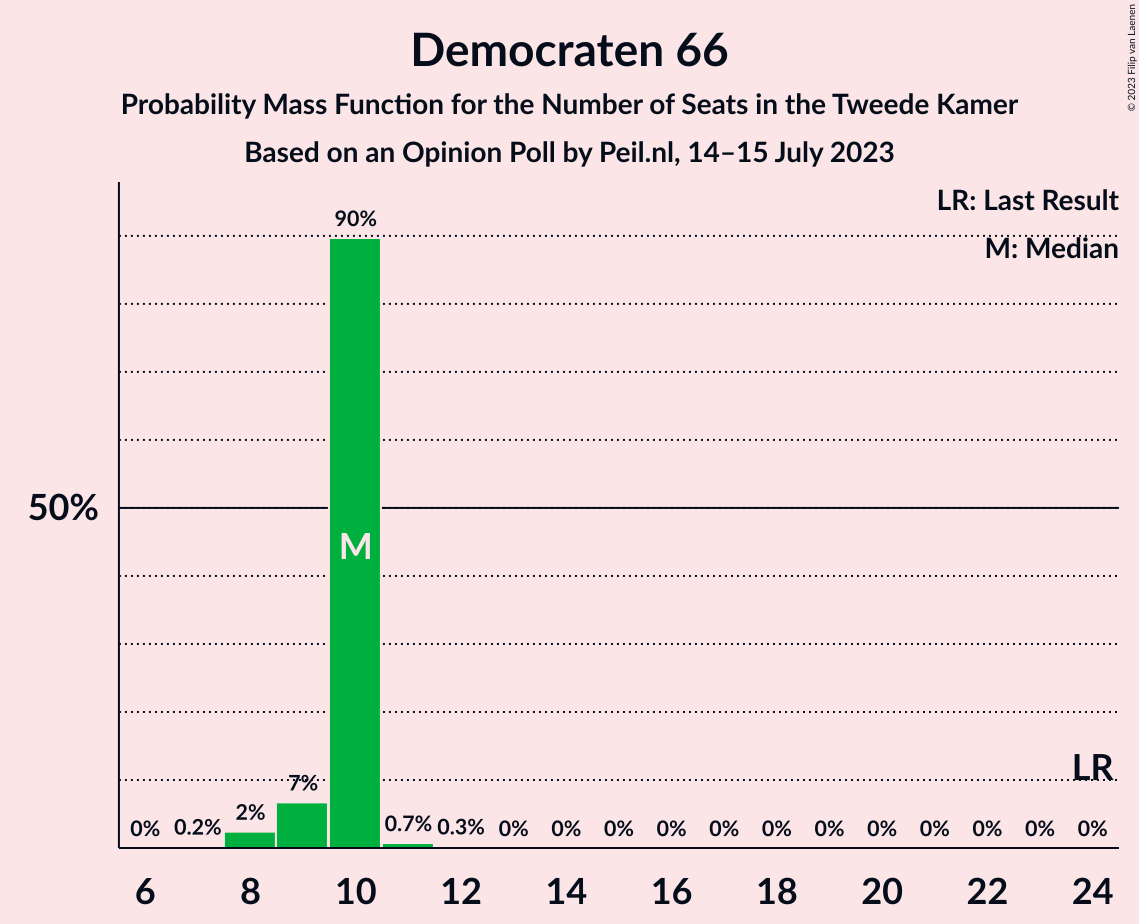 Democraten 66
Probability Mass Function for the Number of Seats in the Tweede Kamer
Based on an Opinion Poll by Peil.nl, 14–15 July 2023
© 2023 Filip van Laenen
LR: Last Result
M: Median
90%
50%
M
LR
7%
2%
0% 0.2% 0.7% 0.3% 0% 0% 0% 0% 0% 0% 0% 0% 0% 0% 0% 0%
6 8 10 12 14 16 18 20 22 24